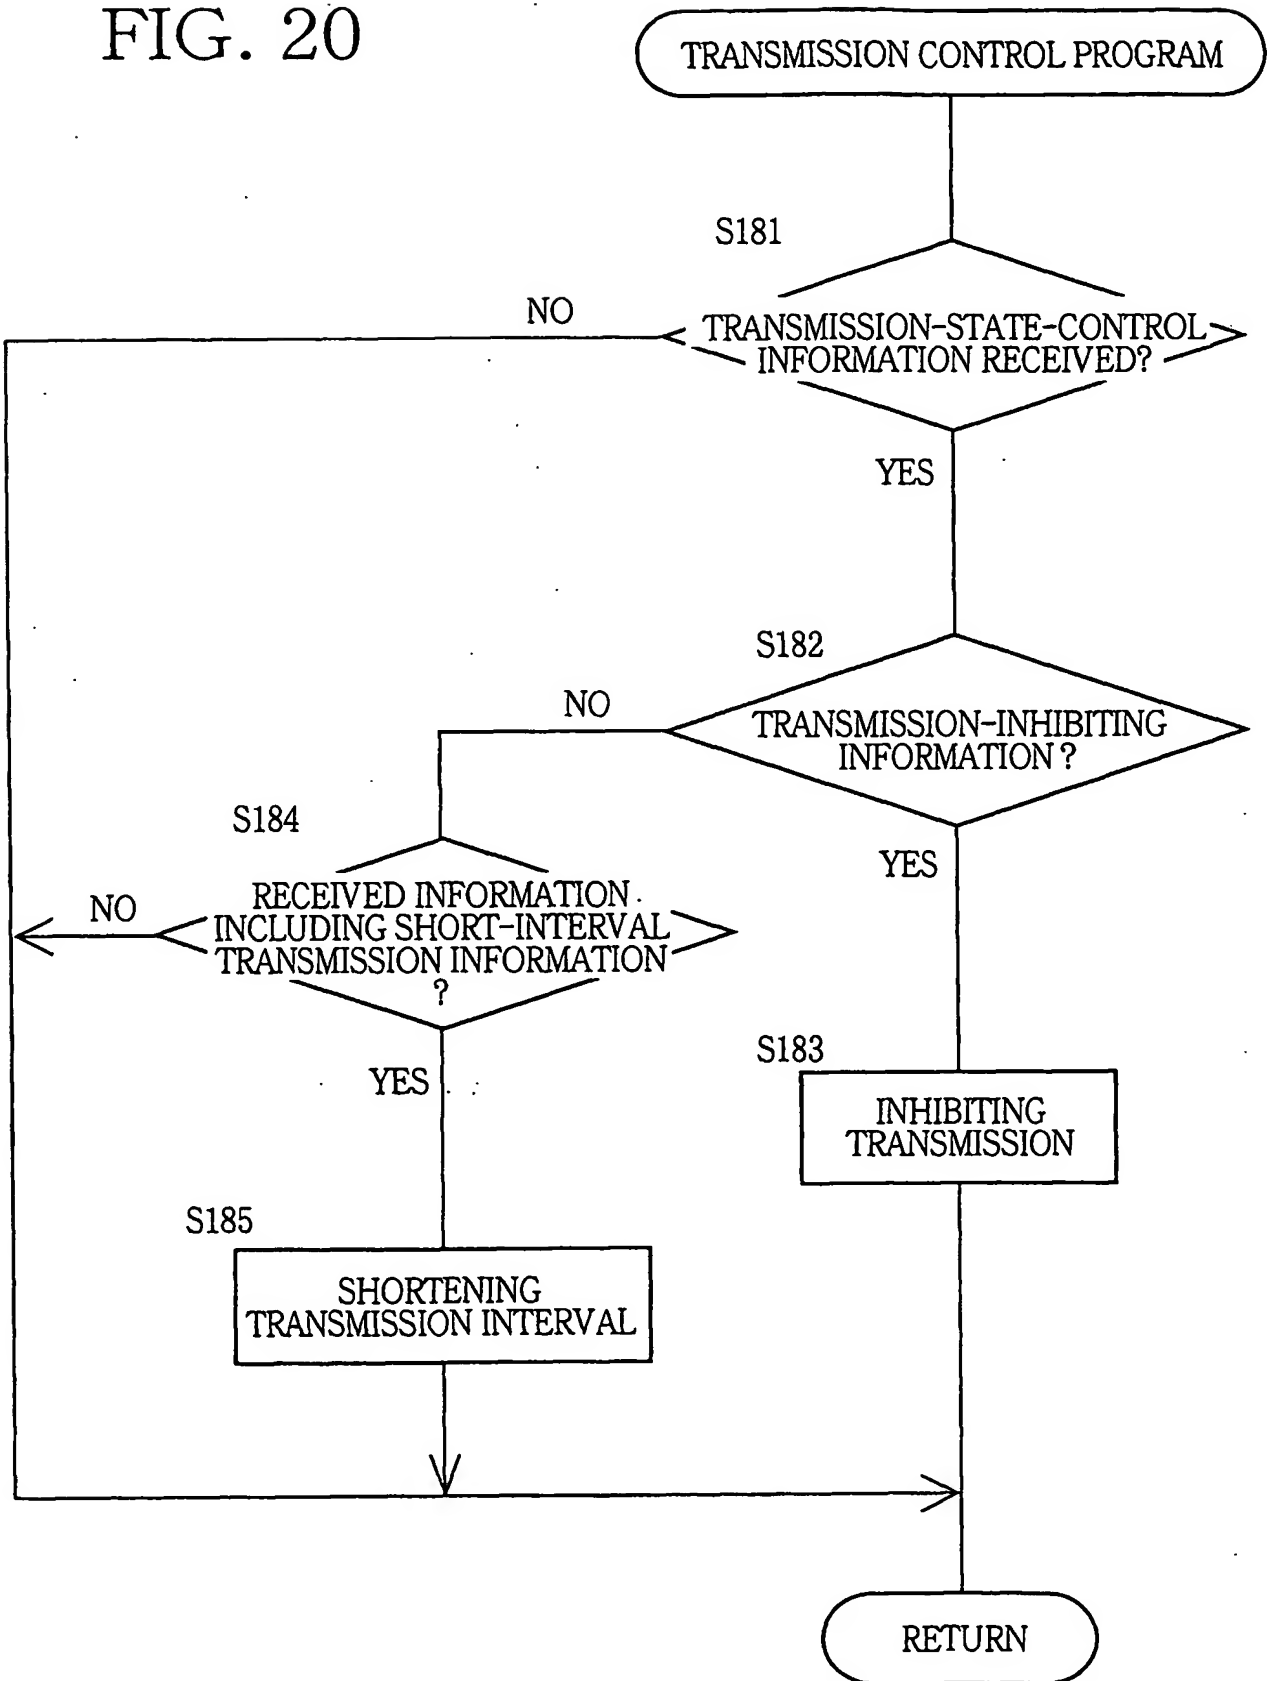 FIG. 20
TRANSMISSION CONTROL PROGRAM
S181
NO
TRANSMISSION-STATE-CONTROL
INFORMATION RECEIVED?
YES
S182
NO
TRANSMISSION-INHIBITING
INFORMATION?
YES
S184
NO
RECEIVED INFORMATION
INCLUDING SHORT-INTERVAL
TRANSMISSION INFORMATION
?
YES
S183
INHIBITING
TRANSMISSION
S185
SHORTENING
TRANSMISSION INTERVAL
RETURN